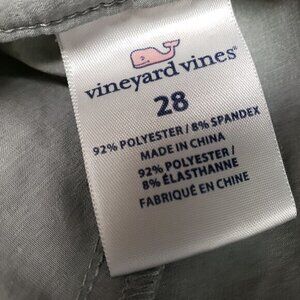 vineyard vines®
28
92% POLYESTER / 8% SPANDEX
MADE IN CHINA
92% POLYESTER /
8% ÉLASTHANNE
FABRIQUÉ EN CHINE